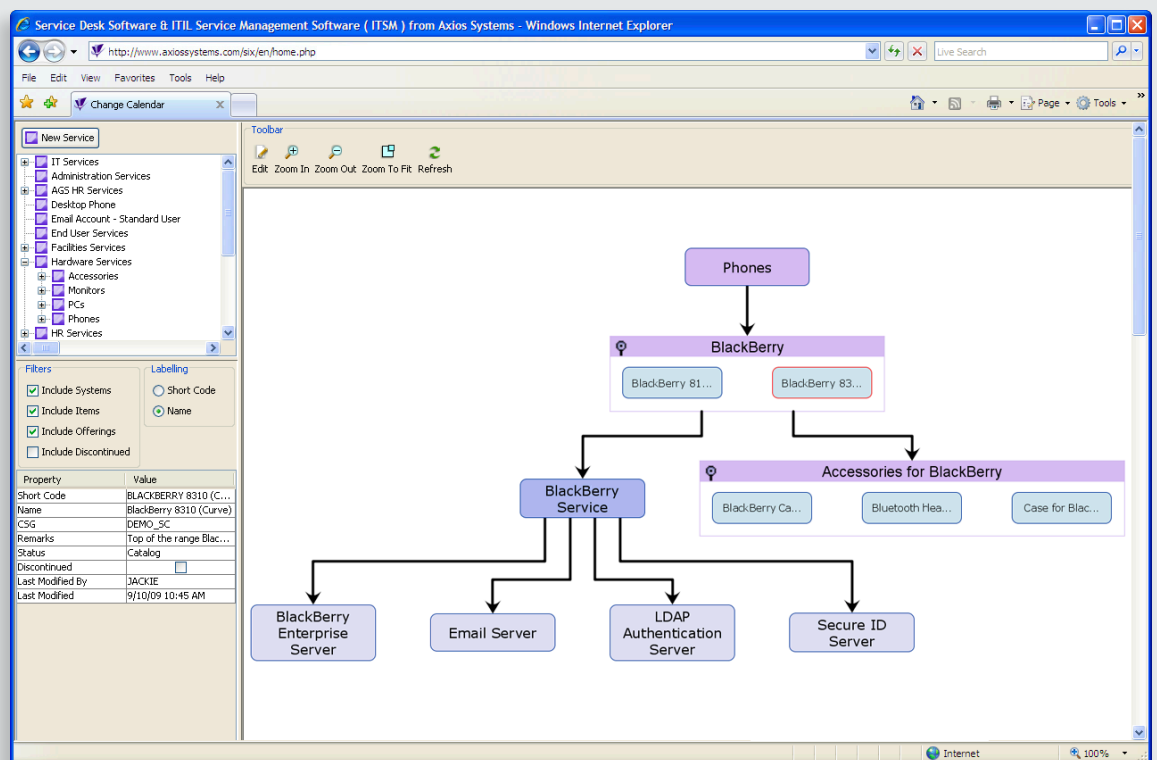 Service Desk Software & ITIL Service Management Software ( ITSM ) from Axios Systems - Windows Internet Explorer
http://www.axiossystems.com/six/en/home.php
Live Search
File Edit View Favorites Tools Help
Change Calendar
Page
Tools
New Service
IT Services
Administration Services
AGS HR Services
Desktop Phone
Email Account - Standard User
End User Services
Facilities Services
Hardware Services
Accessories
Monitors
PCs
Phones
HR Services
Filters
Include Systems
Include Items
Include Offerings
Include Discontinued
Labelling
Short Code
Name
Property Value
Short Code BLACKBERRY 8310 (C...
Name BlackBerry 8310 (Curve)
CSG DEMO_SC
Remarks Top of the range Blac...
Status Catalog
Discontinued
Last Modified By JACKIE
Last Modified 9/10/09 10:45 AM
Toolbar
Edit Zoom In Zoom Out Zoom To Fit Refresh
Phones
BlackBerry
BlackBerry 81...
BlackBerry 83...
Accessories for BlackBerry
BlackBerry Ca...
Bluetooth Hea...
Case for Blac...
BlackBerry
Service
BlackBerry
Enterprise
Server
Email Server
LDAP
Authentication
Server
Secure ID
Server
Internet
100%